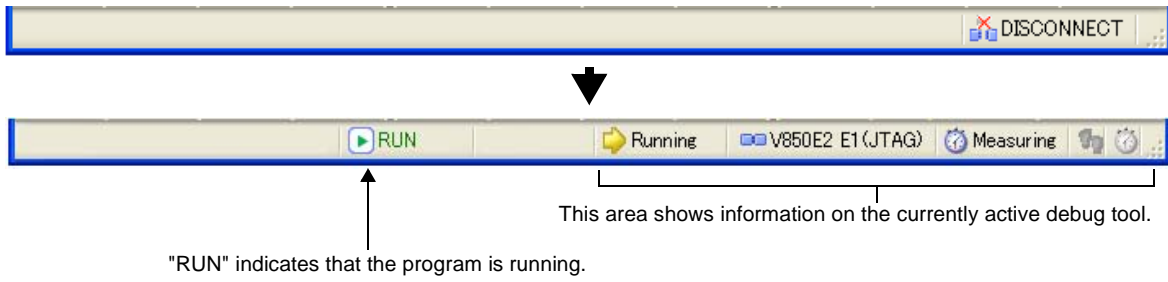 DISCONNECT
RUN
Running
V850E2 E1(JTAG)
Measuring
This area shows information on the currently active debug tool.
"RUN" indicates that the program is running.